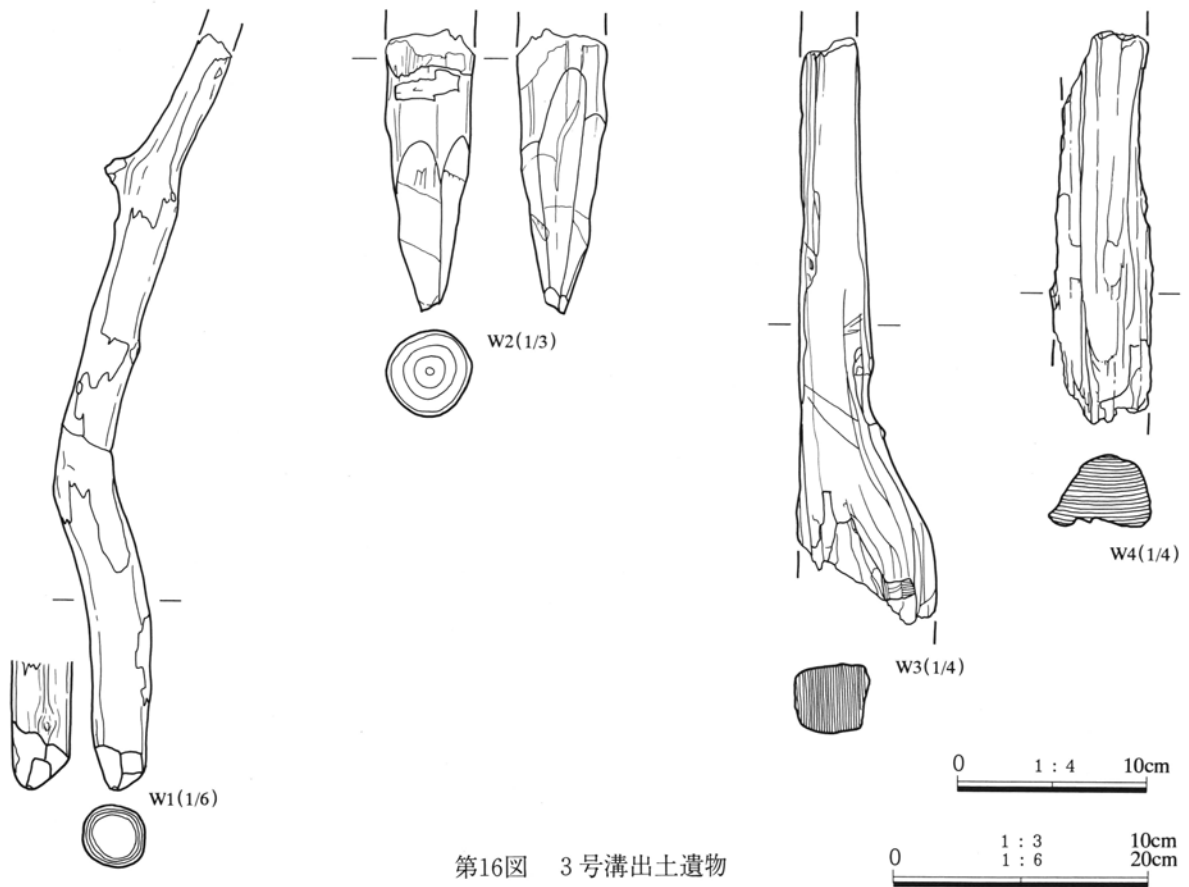 W2(1/3)
W4(1/4)
W3(1/4)
W1(1/6)
0 1 : 4 10cm
1 : 3 10cm
0 1 : 6 20cm
第16図 3号溝出土遺物